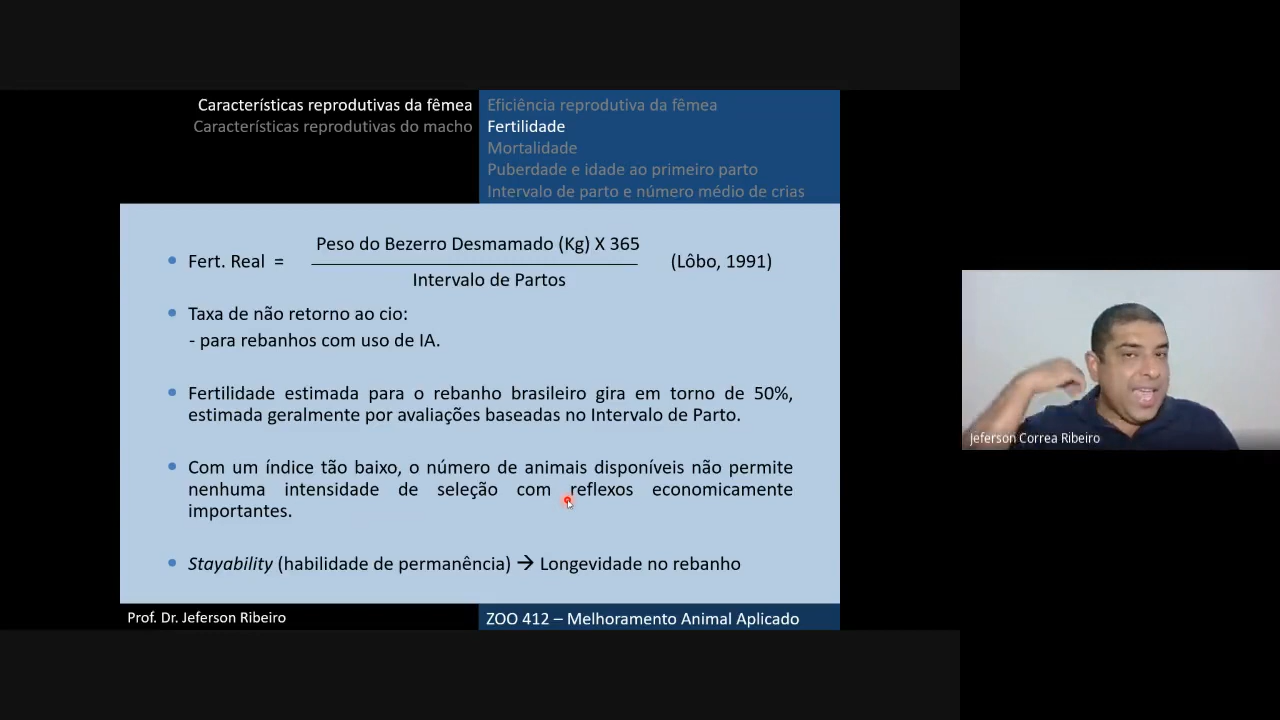 Características reprodutivas da fêmea
Características reprodutivas do macho
Eficiência reprodutiva da fêmea
Fertilidade
Mortalidade
Puberdade e idade ao primeiro parto
Intervalo de parto e número médio de crias
Peso do Bezerro Desmamado (Kg) X 365
• Fert. Real = (Lôbo, 1991)
Intervalo de Partos
• Taxa de não retorno ao cio:
- para rebanhos com uso de IA.
• Fertilidade estimada para o rebanho brasileiro gira em torno de 50%,
estimada geralmente por avaliações baseadas no Intervalo de Parto.
• Com um índice tão baixo, o número de animais disponíveis não permite
nenhuma intensidade de seleção com reflexos economicamente
importantes.
• Stayability (habilidade de permanência) → Longevidade no rebanho
Prof. Dr. Jeferson Ribeiro
ZOO 412 – Melhoramento Animal Aplicado
Jeferson Correa Ribeiro